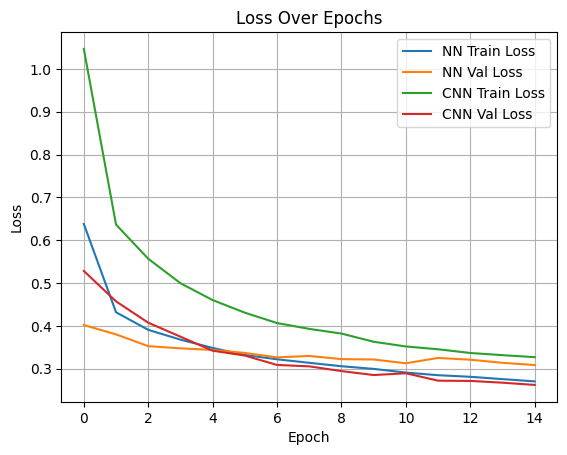 Loss Over Epochs
NN Train Loss
NN Val Loss
CNN Train Loss
CNN Val Loss
1.0
0.9
0.8
0.7
0.6
0.5
0.4
0.3
Loss
0 2 4 6 8 10 12 14
Epoch